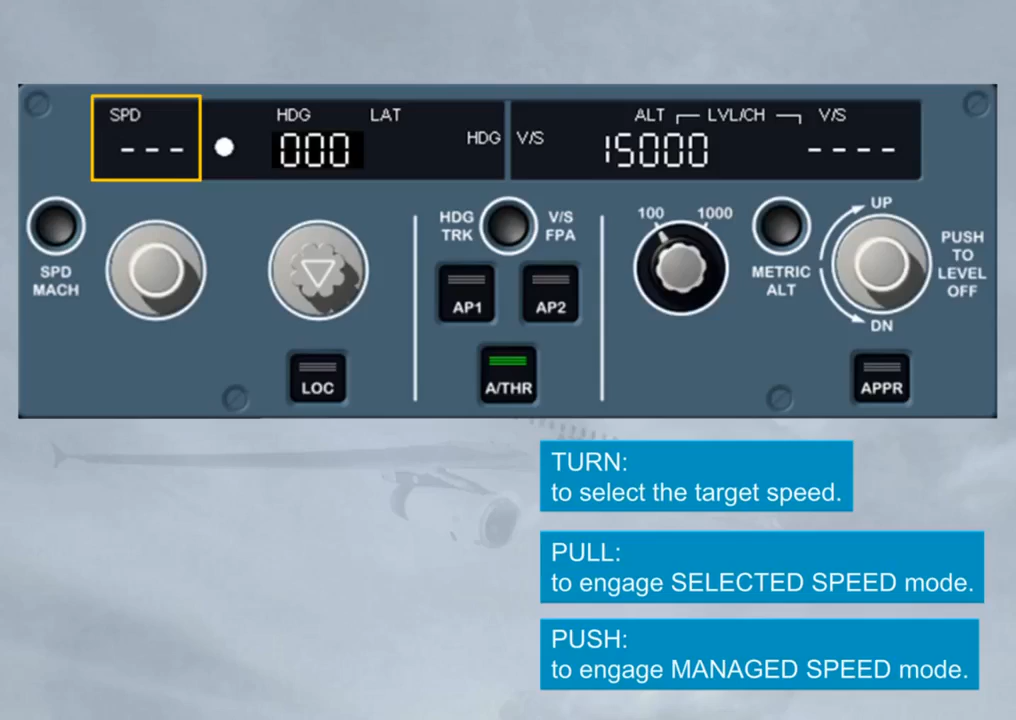 SPD HDG LAT ALT LVL/CH V/S
HDG V/S
--- 000 15000 ----
HDG V/S
TRK FPA
100 1000
UP
PUSH
TO
LEVEL
OFF
SPD
MACH
METRIC
ALT
AP1 AP2
DN
LOC A/THR APPR
TURN:
to select the target speed.
PULL:
to engage SELECTED SPEED mode.
PUSH:
to engage MANAGED SPEED mode.